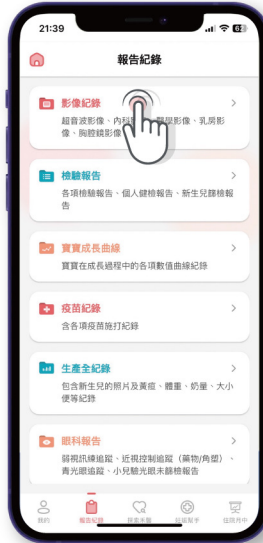 21:39
報告紀錄
影像紀錄
超音波影像、內科影、醫學影像、乳房影
像、胸腔鏡影像
檢驗報告
各項檢驗報告、個人健檢報告、新生兒篩檢報
告
寶寶成長曲線
寶寶在成長過程中的各項數值曲線紀錄
疫苗紀錄
含各項疫苗施打紀錄
生產全紀錄
包含新生兒的照片及黃疸、體重、奶量、大小
便等紀錄
眼科報告
弱視訓練追蹤、近視控制追蹤（藥物/角塑）、
青光眼追蹤、小兒驗光眼未篩檢報告
我的
報告紀錄